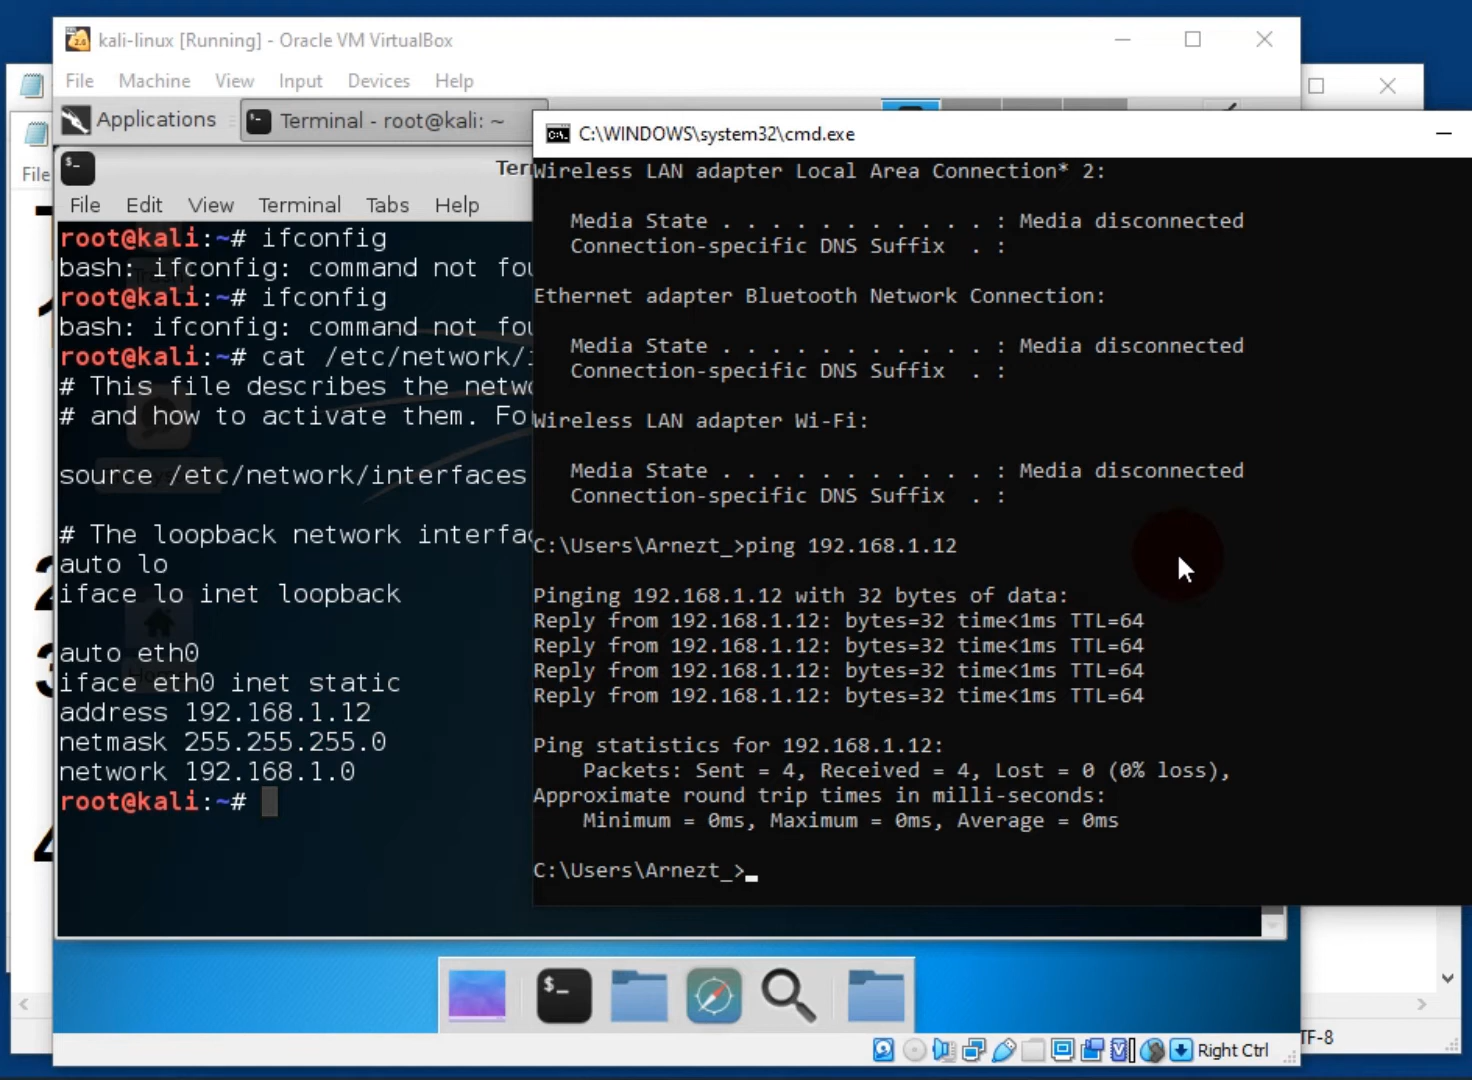 kali-linux [Running] - Oracle VM VirtualBox
File Machine View Input Devices Help
Applications
Terminal - root@kali: ~
File
File Edit View Terminal Tabs Help
root@kali:~# ifconfig
bash: ifconfig: command not fou
root@kali:~# ifconfig
bash: ifconfig: command not fou
root@kali:~# cat /etc/network/i
# This file describes the netwo
# and how to activate them. Fo
source /etc/network/interfaces
# The loopback network interfac
auto lo
iface lo inet loopback
auto eth0
iface eth0 inet static
address 192.168.1.12
netmask 255.255.255.0
network 192.168.1.0
root@kali:~#
C:\WINDOWS\system32\cmd.exe
Wireless LAN adapter Local Area Connection* 2:
Media State . . . . . . . . . . . : Media disconnected
Connection-specific DNS Suffix . :
Ethernet adapter Bluetooth Network Connection:
Media State . . . . . . . . . . . : Media disconnected
Connection-specific DNS Suffix . :
Wireless LAN adapter Wi-Fi:
Media State . . . . . . . . . . . : Media disconnected
Connection-specific DNS Suffix . :
C:\Users\Arnezt_>ping 192.168.1.12
Pinging 192.168.1.12 with 32 bytes of data:
Reply from 192.168.1.12: bytes=32 time<1ms TTL=64
Reply from 192.168.1.12: bytes=32 time<1ms TTL=64
Reply from 192.168.1.12: bytes=32 time<1ms TTL=64
Reply from 192.168.1.12: bytes=32 time<1ms TTL=64
Ping statistics for 192.168.1.12:
Packets: Sent = 4, Received = 4, Lost = 0 (0% loss),
Approximate round trip times in milli-seconds:
Minimum = 0ms, Maximum = 0ms, Average = 0ms
C:\Users\Arnezt_>
Right Ctrl
TF-8